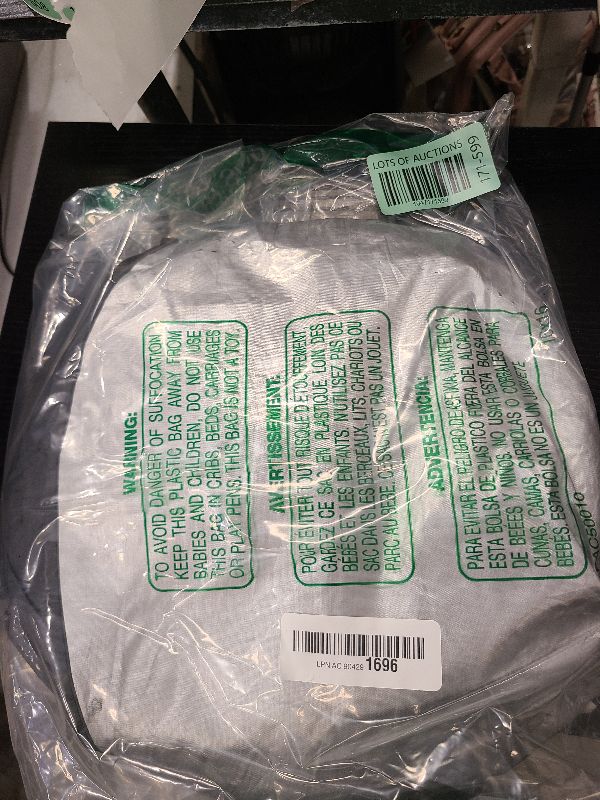 LOTS OF AUCTIONS
171-599
WARNING:
TO AVOID DANGER OF SUFFOCATION
KEEP THIS PLASTIC BAG AWAY FROM
BABIES AND CHILDREN, DO NOT USE
THIS BAG IN CRIBS, BEDS, CARRIAGES
OR PLAY PENS. THIS BAG IS NOT A TOY.
AVERTISSEMENT:
POUR EVITER TOUT RISQUE D'ETOUFFEMENT
GARDEZ CE SAC EN PLASTIQUE LOIN DES
BEBES ET LES ENFANTS. N'UTILISEZ PAS CE
SAC DANS LES BERCEAUX, LITS, CHARIOTS OU
PARC AU BEBE. CE SAC N'EST PAS UN JOUET.
ADVERTENCIA:
PARA EVITAR EL PELIGRO DE ACTIVIA, MANTENGA
ESTA BOLSA DE PLASTICO FUERA DEL ALCANCE
DE BEBES Y NINOS. NO USAR ESTA BOLSA EN
CUNAS, CAMAS, CARRIOLAS O CORRALES PARA
BEBES. ESTA BOLSA NO ES UN JUGUETE
1696